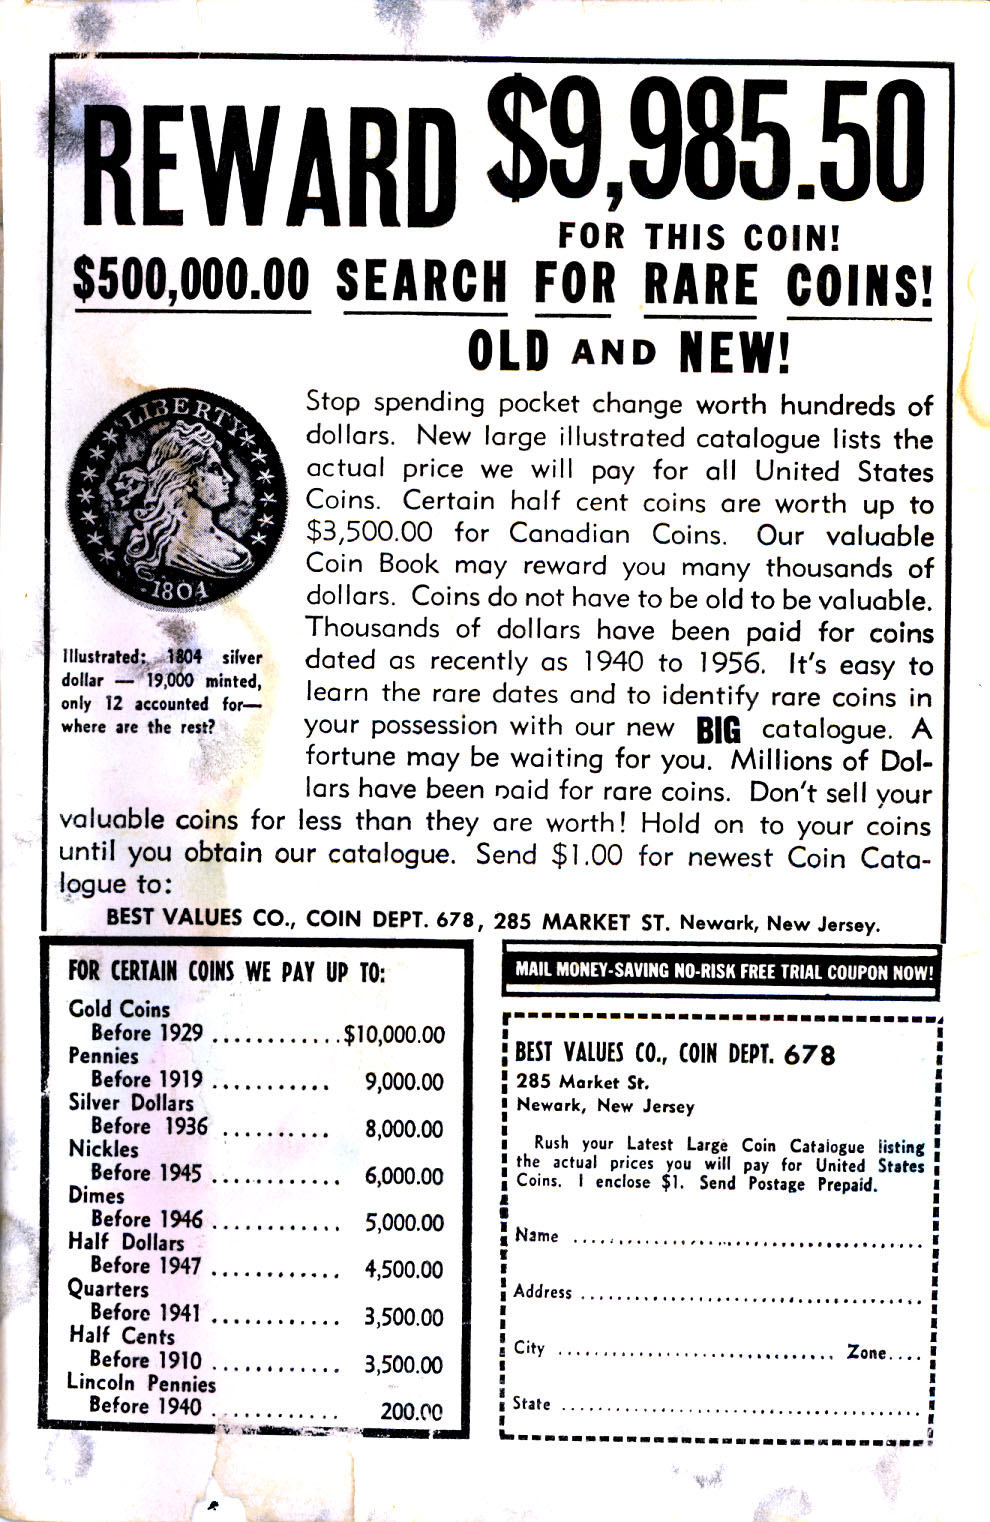 REWARD $9,985.50
FOR THIS COIN!
$500,000.00 SEARCH FOR RARE COINS!
OLD AND NEW!
LIBERTY
1804
Illustrated: 1804 silver
dollar — 19,000 minted,
only 12 accounted for—
where are the rest?
Stop spending pocket change worth hundreds of
dollars. New large illustrated catalogue lists the
actual price we will pay for all United States
Coins. Certain half cent coins are worth up to
$3,500.00 for Canadian Coins. Our valuable
Coin Book may reward you many thousands of
dollars. Coins do not have to be old to be valuable.
Thousands of dollars have been paid for coins
dated as recently as 1940 to 1956. It's easy to
learn the rare dates and to identify rare coins in
your possession with our new BIG catalogue. A
fortune may be waiting for you. Millions of Dol-
lars have been paid for rare coins. Don't sell your
valuable coins for less than they are worth! Hold on to your coins
until you obtain our catalogue. Send $1.00 for newest Coin Cata-
logue to:
BEST VALUES CO., COIN DEPT. 678, 285 MARKET ST. Newark, New Jersey.
FOR CERTAIN COINS WE PAY UP TO:
Gold Coins
Before 1929 ............$10,000.00
Pennies
Before 1919 ........... 9,000.00
Silver Dollars
Before 1936 .......... 8,000.00
Nickles
Before 1945 ............ 6,000.00
Dimes
Before 1946 ............ 5,000.00
Half Dollars
Before 1947 ............ 4,500.00
Quarters
Before 1941 ............ 3,500.00
Half Cents
Before 1910 ............ 3,500.00
Lincoln Pennies
Before 1940 ............ 200.00
MAIL MONEY-SAVING NO-RISK FREE TRIAL COUPON NOW!
BEST VALUES CO., COIN DEPT. 678
285 Market St.
Newark, New Jersey
Rush your Latest Large Coin Catalogue listing
the actual prices you will pay for United States
Coins. I enclose $1. Send Postage Prepaid.
Name ......................................
Address ....................................
City ............................. Zone....
State ......................................